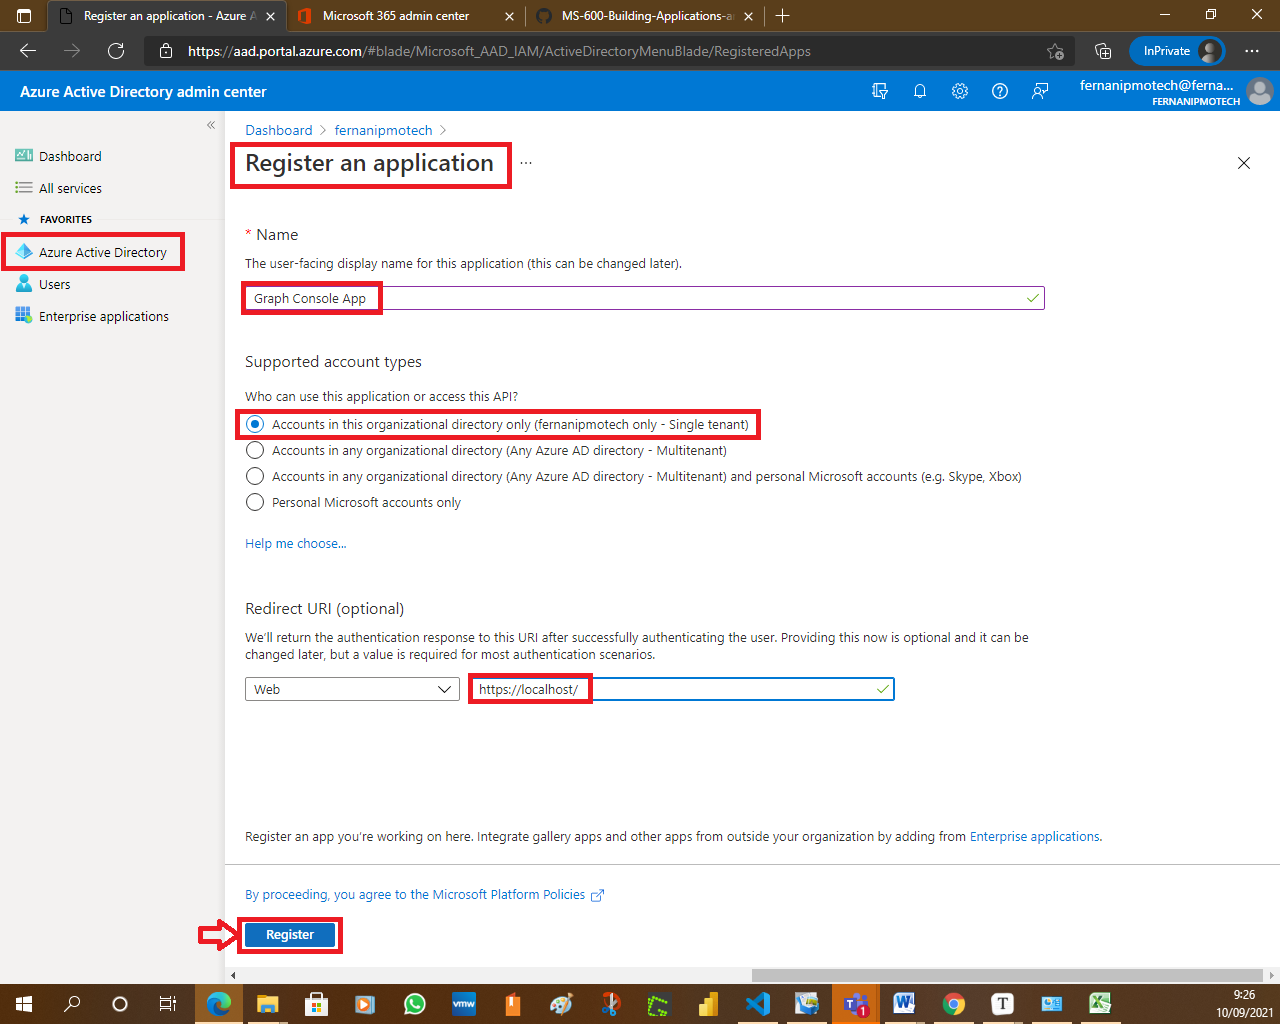 Register an application - Azure A
Microsoft 365 admin center
MS-600-Building-Applications-a
https://aad.portal.azure.com/#blade/Microsoft_AAD_IAM/ActiveDirectoryMenuBlade/RegisteredApps
InPrivate
Azure Active Directory admin center
fernanipmotech@ferna...
FERNANIPMOTECH
Dashboard
All services
FAVORITES
Azure Active Directory
Users
Enterprise applications
Dashboard > fernanipmotech >
Register an application ...
* Name
The user-facing display name for this application (this can be changed later).
Graph Console App
Supported account types
Who can use this application or access this API?
Accounts in this organizational directory only (fernanipmotech only - Single tenant)
Accounts in any organizational directory (Any Azure AD directory - Multitenant)
Accounts in any organizational directory (Any Azure AD directory - Multitenant) and personal Microsoft accounts (e.g. Skype, Xbox)
Personal Microsoft accounts only
Help me choose...
Redirect URI (optional)
We'll return the authentication response to this URI after successfully authenticating the user. Providing this now is optional and it can be
changed later, but a value is required for most authentication scenarios.
Web
https://localhost/
Register an app you're working on here. Integrate gallery apps and other apps from outside your organization by adding from Enterprise applications.
By proceeding, you agree to the Microsoft Platform Policies
Register
vmw
1
T
9:26
10/09/2021